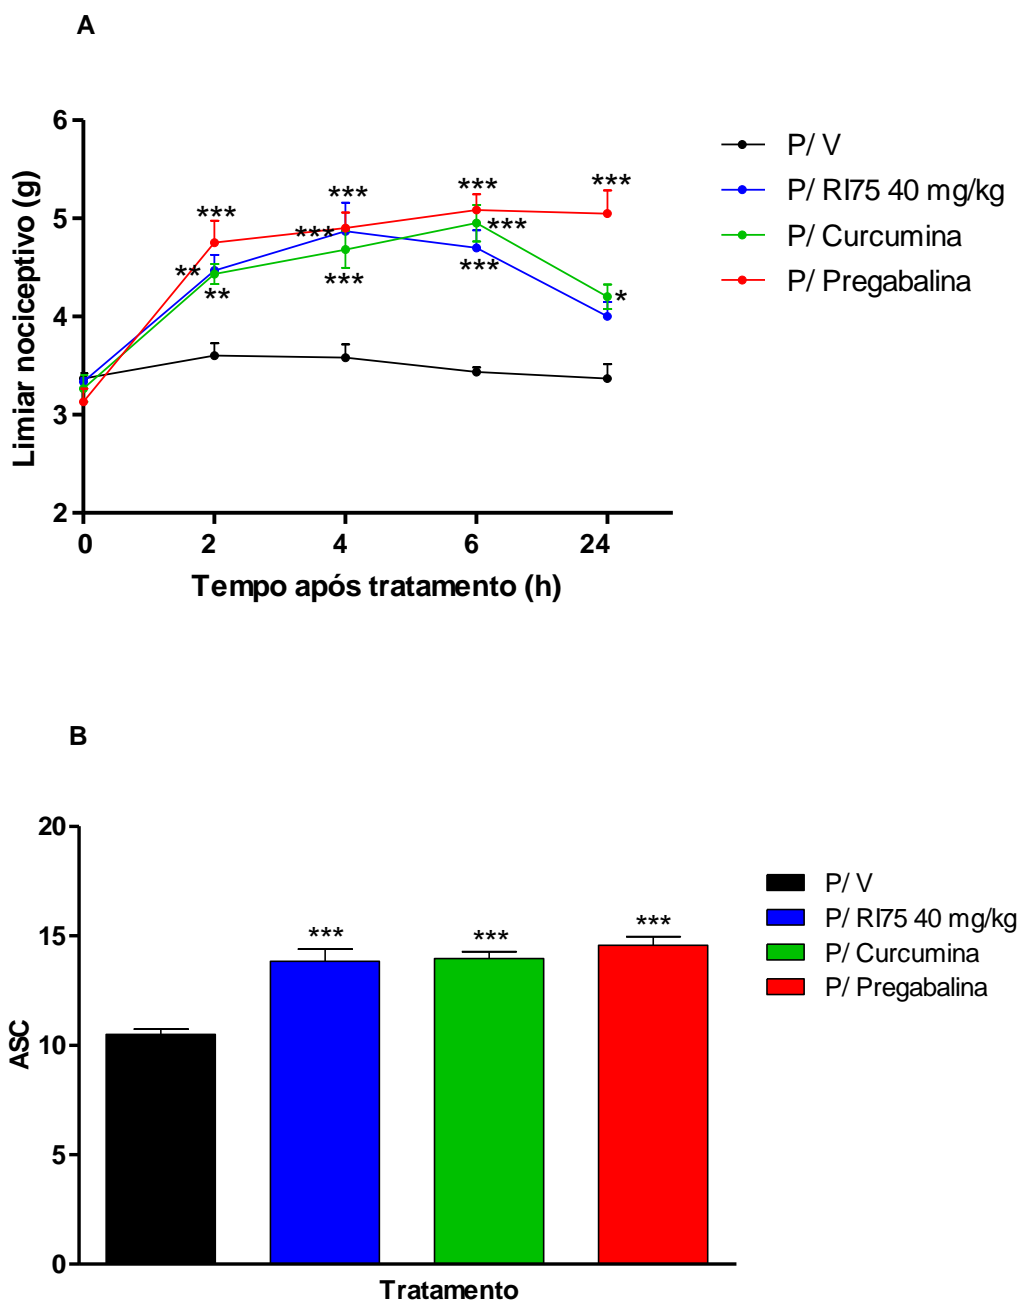 A
6
5
4
3
2
Limiar nociceptivo (g)
***
***
***
***
***
***
**
***
***
**
*
0 2 4 6 24
Tempo após tratamento (h)
P/ V
P/ RI75 40 mg/kg
P/ Curcumina
P/ Pregabalina
B
20
15
10
5
0
ASC
*** *** ***
Tratamento
P/ V
P/ RI75 40 mg/kg
P/ Curcumina
P/ Pregabalina